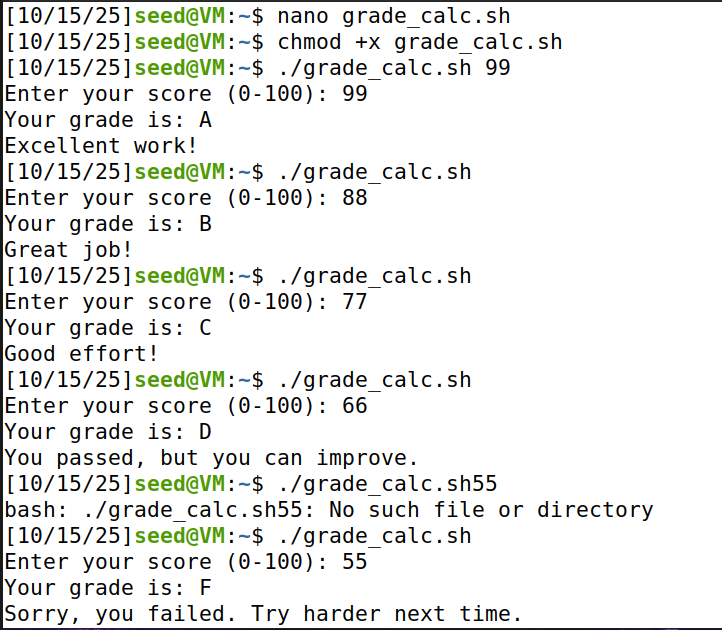 [10/15/25]seed@VM:~$ nano grade_calc.sh
[10/15/25]seed@VM:~$ chmod +x grade_calc.sh
[10/15/25]seed@VM:~$ ./grade_calc.sh 99
Enter your score (0-100): 99
Your grade is: A
Excellent work!
[10/15/25]seed@VM:~$ ./grade_calc.sh
Enter your score (0-100): 88
Your grade is: B
Great job!
[10/15/25]seed@VM:~$ ./grade_calc.sh
Enter your score (0-100): 77
Your grade is: C
Good effort!
[10/15/25]seed@VM:~$ ./grade_calc.sh
Enter your score (0-100): 66
Your grade is: D
You passed, but you can improve.
[10/15/25]seed@VM:~$ ./grade_calc.sh55
bash: ./grade_calc.sh55: No such file or directory
[10/15/25]seed@VM:~$ ./grade_calc.sh
Enter your score (0-100): 55
Your grade is: F
Sorry, you failed. Try harder next time.